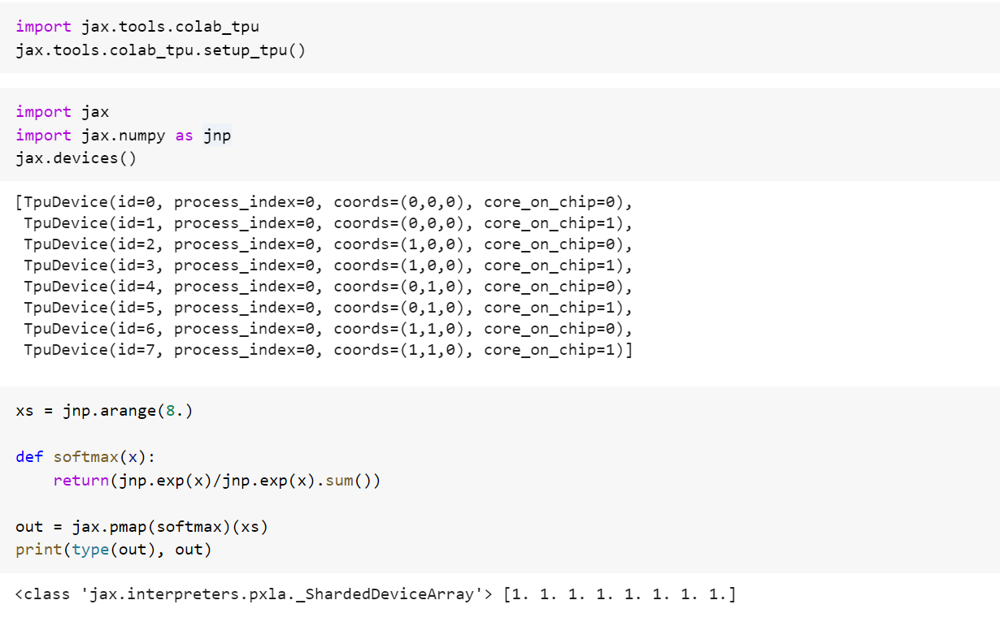 import jax.tools.colab_tpu
jax.tools.colab_tpu.setup_tpu()
import jax
import jax.numpy as jnp
jax.devices()
[TpuDevice(id=0, process_index=0, coords=(0,0,0), core_on_chip=0),
 TpuDevice(id=1, process_index=0, coords=(0,0,0), core_on_chip=1),
 TpuDevice(id=2, process_index=0, coords=(1,0,0), core_on_chip=0),
 TpuDevice(id=3, process_index=0, coords=(1,0,0), core_on_chip=1),
 TpuDevice(id=4, process_index=0, coords=(0,1,0), core_on_chip=0),
 TpuDevice(id=5, process_index=0, coords=(0,1,0), core_on_chip=1),
 TpuDevice(id=6, process_index=0, coords=(1,1,0), core_on_chip=0),
 TpuDevice(id=7, process_index=0, coords=(1,1,0), core_on_chip=1)]
xs = jnp.arange(8.)
def softmax(x):
    return(jnp.exp(x)/jnp.exp(x).sum())
out = jax.pmap(softmax)(xs)
print(type(out), out)
<class 'jax.interpreters.pxla._ShardedDeviceArray'> [1. 1. 1. 1. 1. 1. 1. 1.]